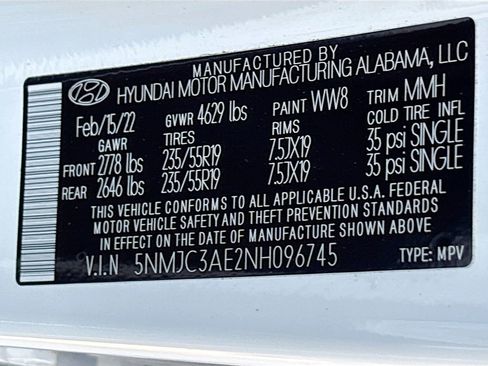 MANUFACTURED BY
HYUNDAI MOTOR MANUFACTURING ALABAMA, LLC
Feb/15/22 GVWR 4629 lbs PAINT WW8 TRIM MMH
GAWR TIRES RIMS COLD TIRE INFL
FRONT 2778 lbs 235/55R19 7.5JX19 35 psi SINGLE
REAR 2646 lbs 235/55R19 7.5JX19 35 psi SINGLE
THIS VEHICLE CONFORMS TO ALL APPLICABLE U.S.A. FEDERAL
MOTOR VEHICLE SAFETY AND THEFT PREVENTION STANDARDS
IN EFFECT ON THE DATE OF MANUFACTURE SHOWN ABOVE
V.I.N 5NMJC3AE2NH096745 TYPE: MPV